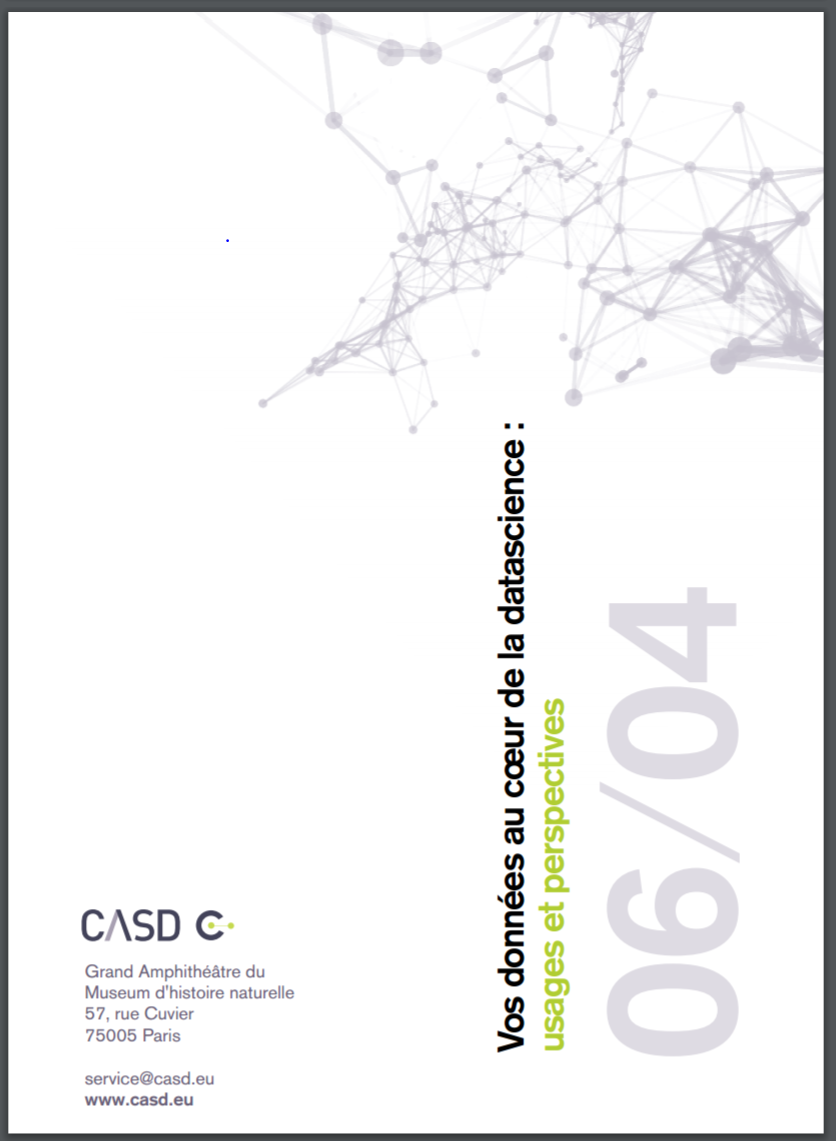 Vos données au cœur de la datascience :
usages et perspectives
06/04
CASD
Grand Amphithéâtre du
Museum d'histoire naturelle
57, rue Cuvier
75005 Paris
service@casd.eu
www.casd.eu